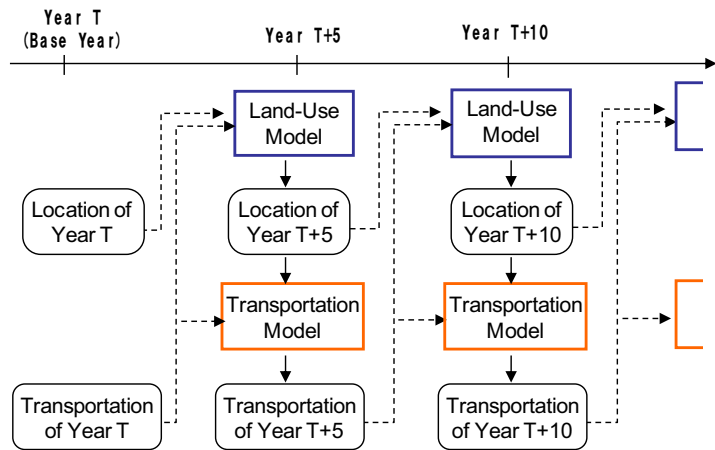 Year T
(Base Year)
Year T+5
Year T+10
Land-Use
Model
Land-Use
Model
Location of
Year T
Location of
Year T+5
Location of
Year T+10
Transportation
Model
Transportation
Model
Transportation
of Year T
Transportation
of Year T+5
Transportation
of Year T+10